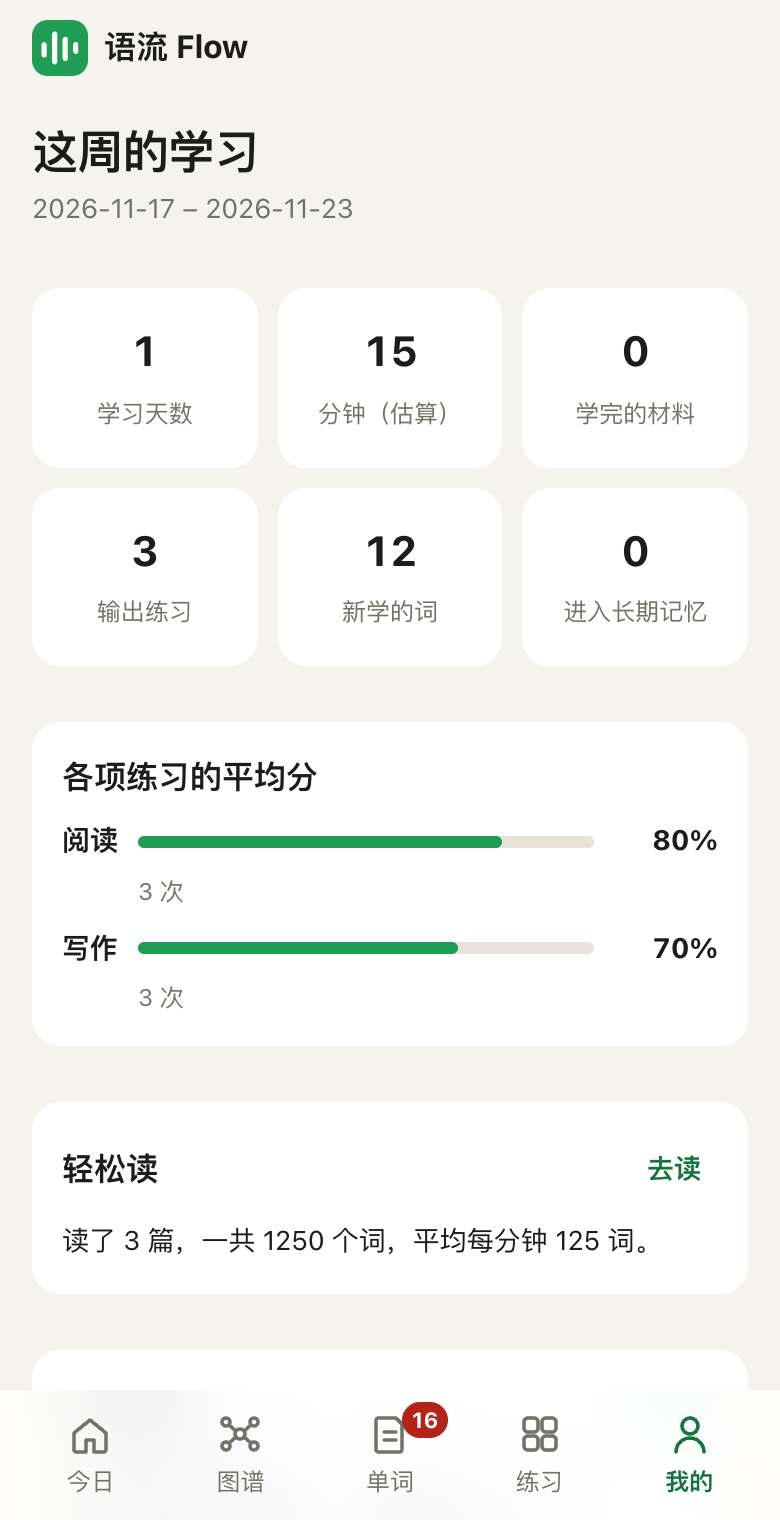 语流 Flow
这周的学习
2026-11-17 – 2026-11-23
1
学习天数
15
分钟（估算）
0
学完的材料
3
输出练习
12
新学的词
0
进入长期记忆
各项练习的平均分
阅读 80%
3 次
写作 70%
3 次
轻松读 去读
读了 3 篇，一共 1250 个词，平均每分钟 125 词。
16
今日 图谱 单词 练习 我的